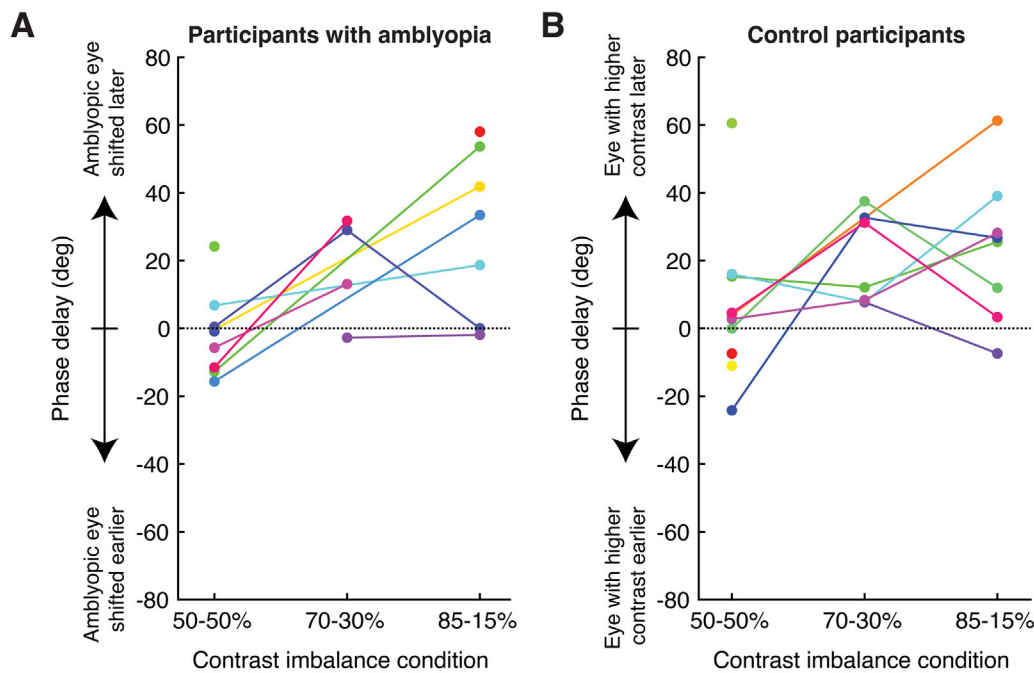 A
Participants with amblyopia
Amblyopic eye
shifted later
Phase delay (deg)
Amblyopic eye
shifted earlier
80
60
40
20
0
-20
-40
-60
-80
50-50%
70-30%
85-15%
Contrast imbalance condition
B
Control participants
Eye with higher
contrast later
Phase delay (deg)
Eye with higher
contrast earlier
80
60
40
20
0
-20
-40
-60
-80
50-50%
70-30%
85-15%
Contrast imbalance condition